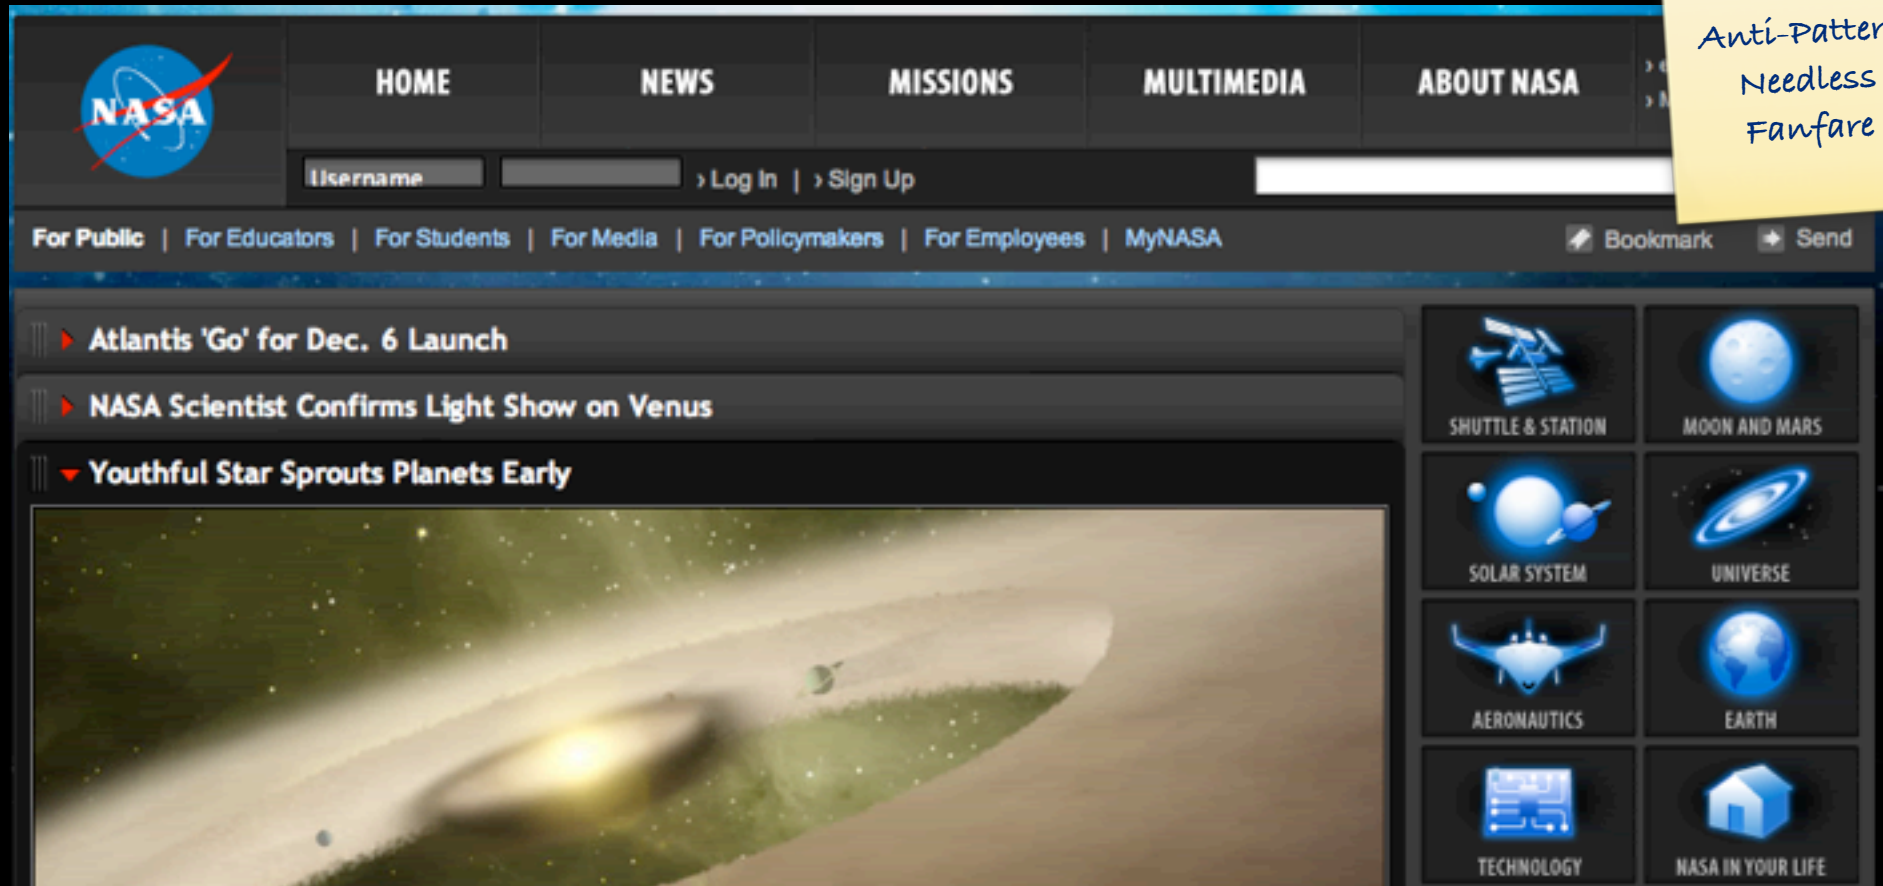 NASA
HOME NEWS MISSIONS MULTIMEDIA ABOUT NASA
Anti-Patter
Needless
Fanfare
Username › Log In | › Sign Up
For Public | For Educators | For Students | For Media | For Policymakers | For Employees | MyNASA
Bookmark Send
Atlantis 'Go' for Dec. 6 Launch
NASA Scientist Confirms Light Show on Venus
Youthful Star Sprouts Planets Early
SHUTTLE & STATION MOON AND MARS
SOLAR SYSTEM UNIVERSE
AERONAUTICS EARTH
TECHNOLOGY NASA IN YOUR LIFE